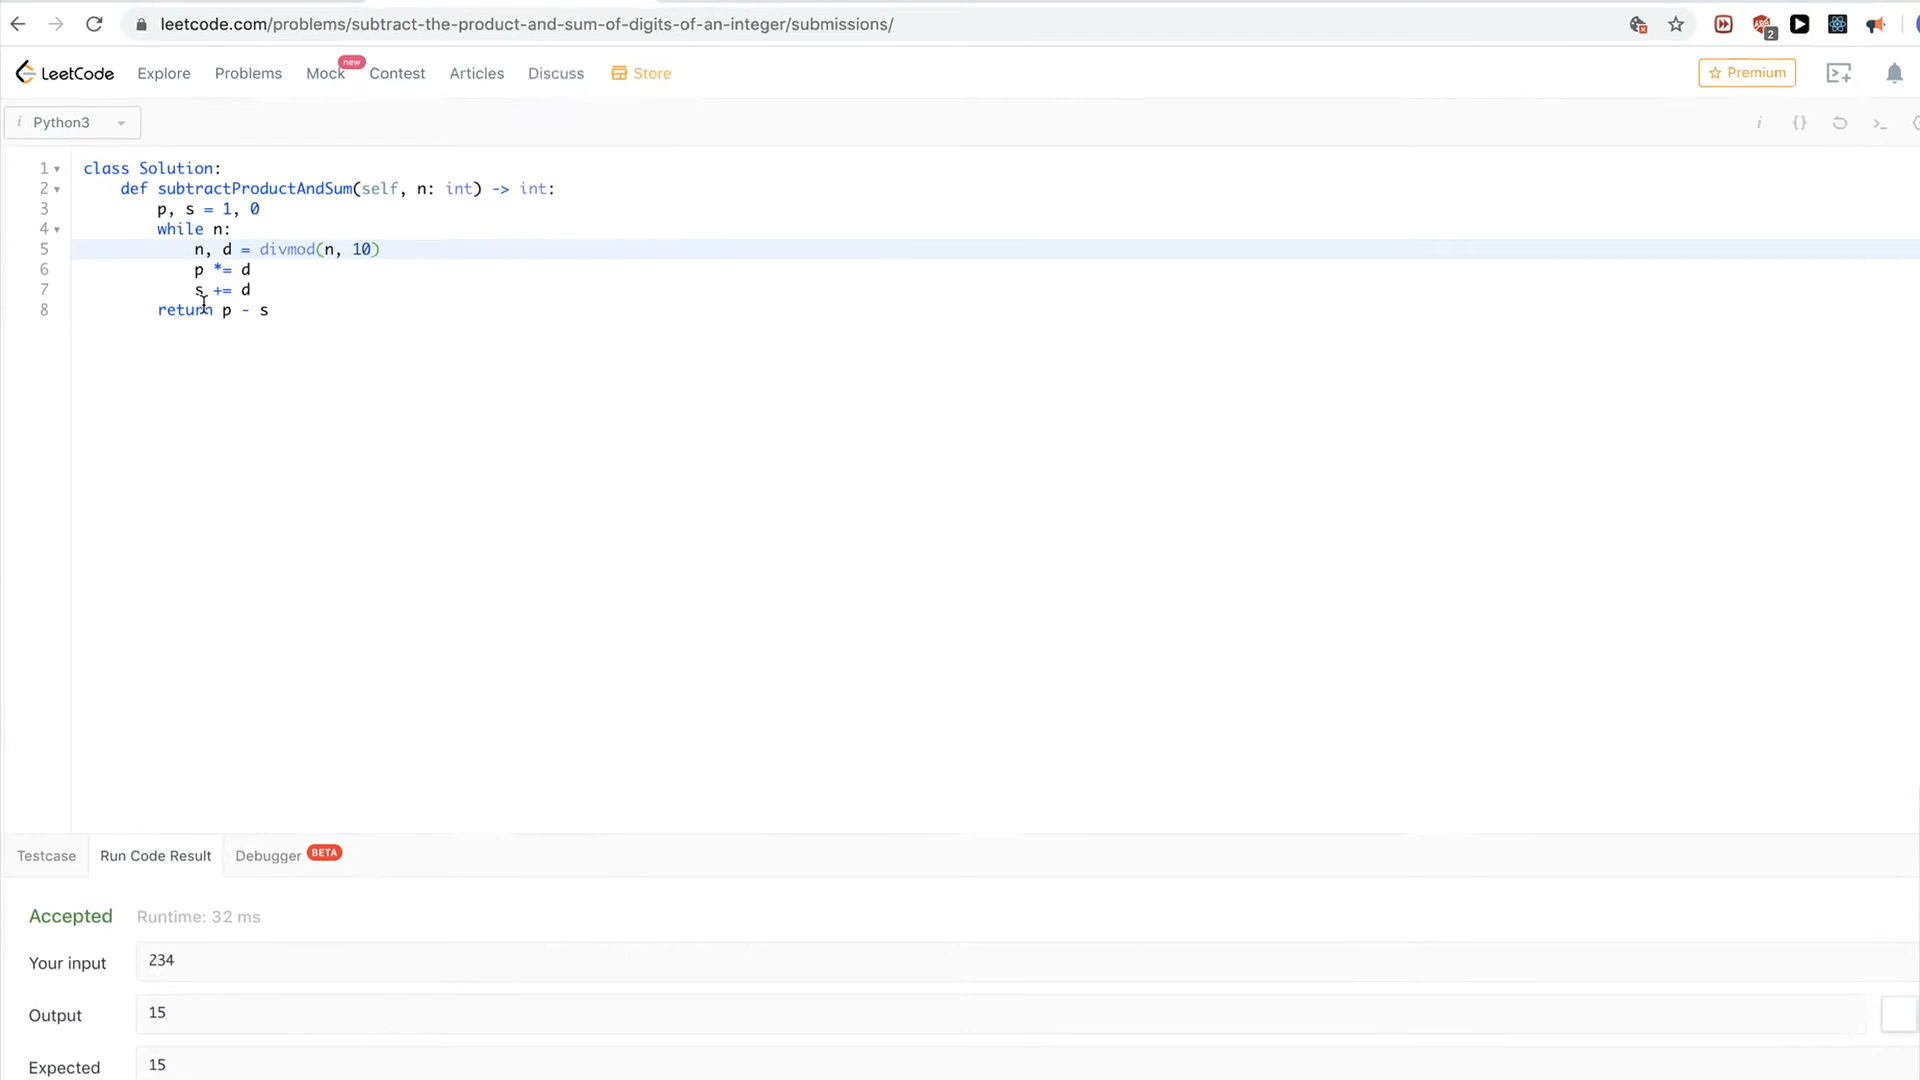 leetcode.com/problems/subtract-the-product-and-sum-of-digits-of-an-integer/submissions/
2
LeetCode Explore Problems Mock new Contest Articles Discuss Store Premium
i Python3
1 class Solution:
2     def subtractProductAndSum(self, n: int) -> int:
3         p, s = 1, 0
4         while n:
5             n, d = divmod(n, 10)
6             p *= d
7             s += d
8         return p - s
Testcase Run Code Result Debugger BETA
Accepted Runtime: 32 ms
Your input 234
Output 15
Expected 15